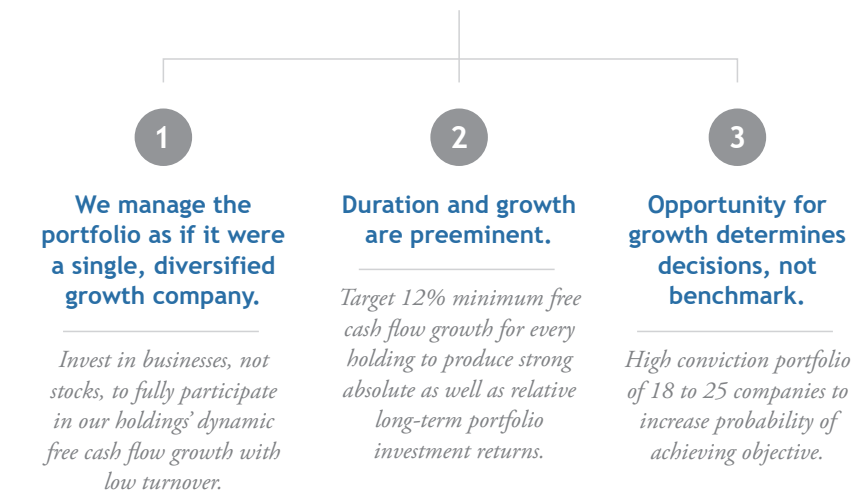 1
We manage the
portfolio as if it were
a single, diversified
growth company.
Invest in businesses, not
stocks, to fully participate
in our holdings’ dynamic
free cash flow growth with
low turnover.
2
Duration and growth
are preeminent.
Target 12% minimum free
cash flow growth for every
holding to produce strong
absolute as well as relative
long-term portfolio
investment returns.
3
Opportunity for
growth determines
decisions, not
benchmark.
High conviction portfolio
of 18 to 25 companies to
increase probability of
achieving objective.